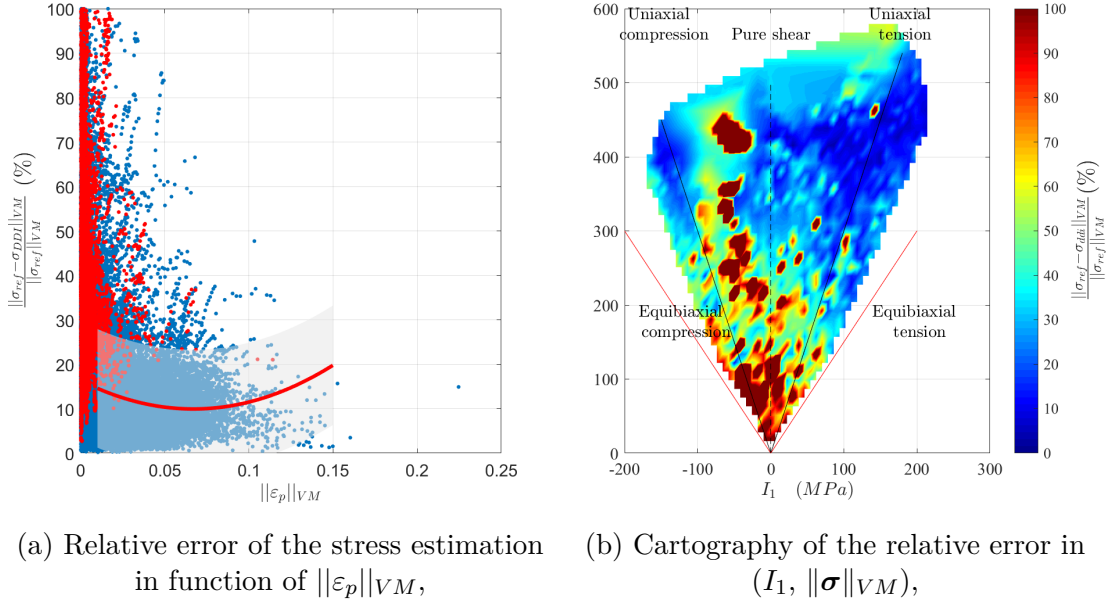 100
90
80
70
60
50
40
30
20
10
0
||σref−σDDI||VM
||σref||VM
(%)
0
0.05
0.1
0.15
0.2
0.25
||εp||VM
(a) Relative error of the stress estimation
in function of ||εp||VM,
600
500
400
300
200
100
0
Uniaxial
compression
Pure shear
Uniaxial
tension
Equibiaxial
compression
Equibiaxial
tension
-200
-100
0
100
200
300
I1 (MPa)
100
90
80
70
60
50
40
30
20
10
0
||σref−σddi||VM
||σref||VM
(%)
(b) Cartography of the relative error in
(I1, ‖σ‖VM),